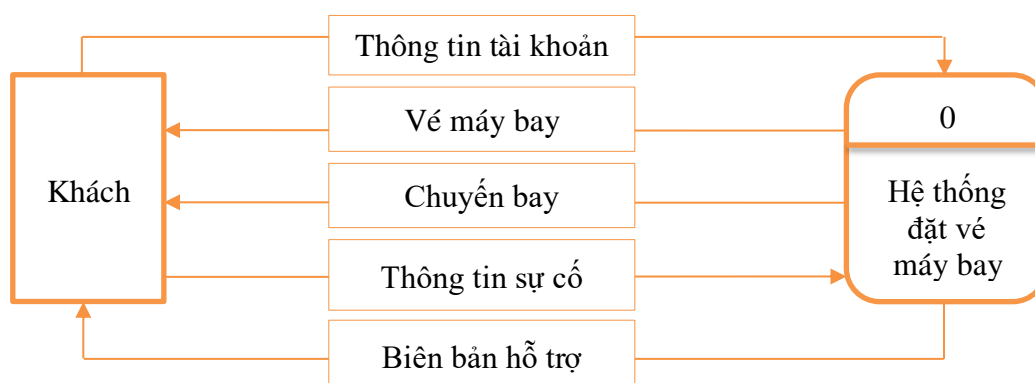 Thông tin tài khoản
Vé máy bay
0
Khách
Chuyến bay
Hệ thống
đặt vé
máy bay
Thông tin sự cố
Biên bản hỗ trợ